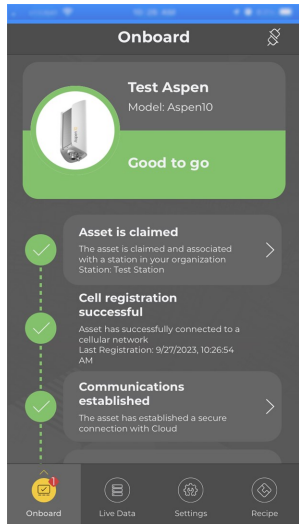 Onboard
Test Aspen
Model: Aspen10
Good to go
Asset is claimed
The asset is claimed and associated
with a station in your organization
Station: Test Station
Cell registration
successful
Asset has successfully connected to a
cellular network
Last Registration: 9/27/2023, 10:26:54
AM
Communications
established
The asset has established a secure
connection with Cloud
1
Onboard
Live Data
Settings
Recipe